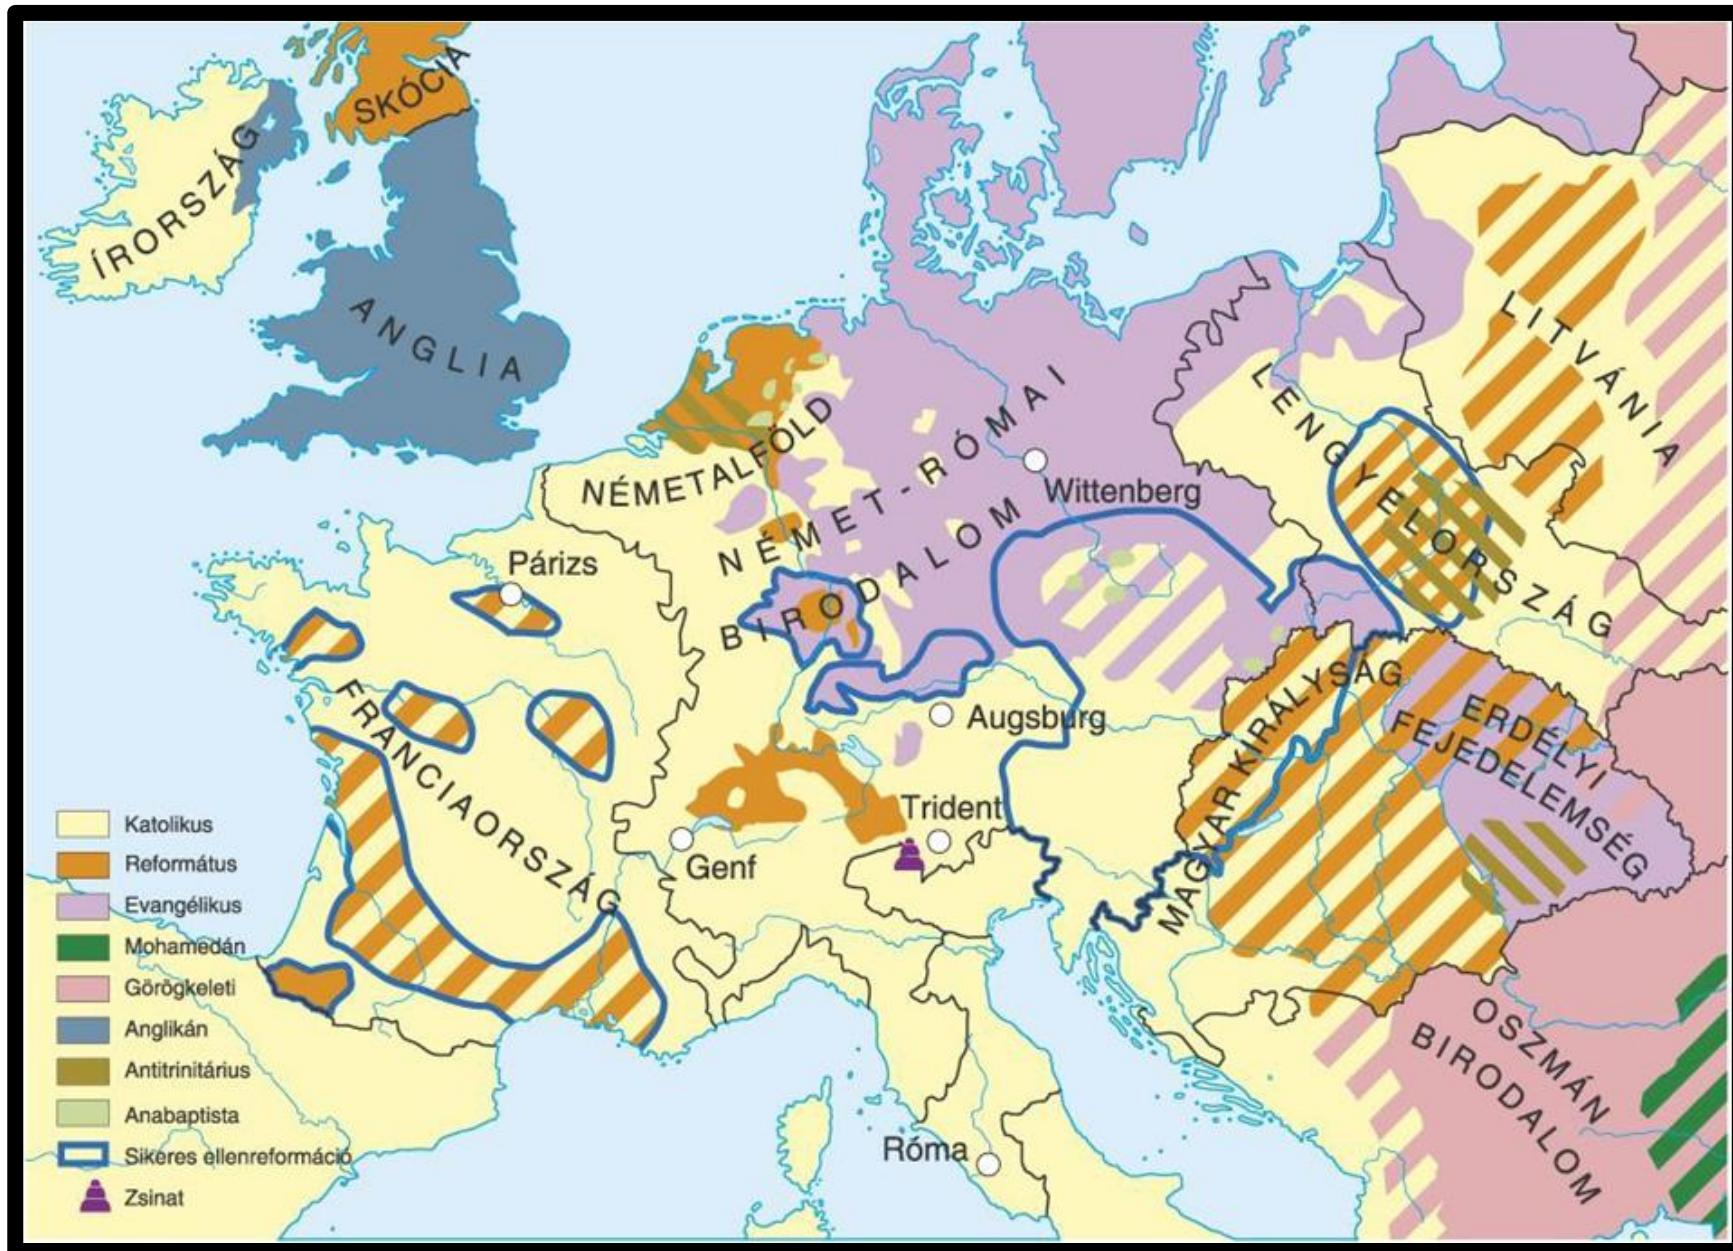 SKÓCIA
ÍRORSZÁG
ANGLIA
LITVÁNIA
LENGYELORSZÁG
NÉMETALFÖLD
NÉMET-RÓMAI
BIRODALOM
Wittenberg
Párizs
FRANCIAORSZÁG
Augsburg
MAGYAR KIRÁLYSÁG
ERDÉLYI
FEJEDELEMSÉG
Trident
Genf
OSZMÁN
BIRODALOM
Róma
Katolikus
Református
Evangélikus
Mohamedán
Görögkeleti
Anglikán
Antitrinitárius
Anabaptista
Sikeres ellenreformáció
Zsinat